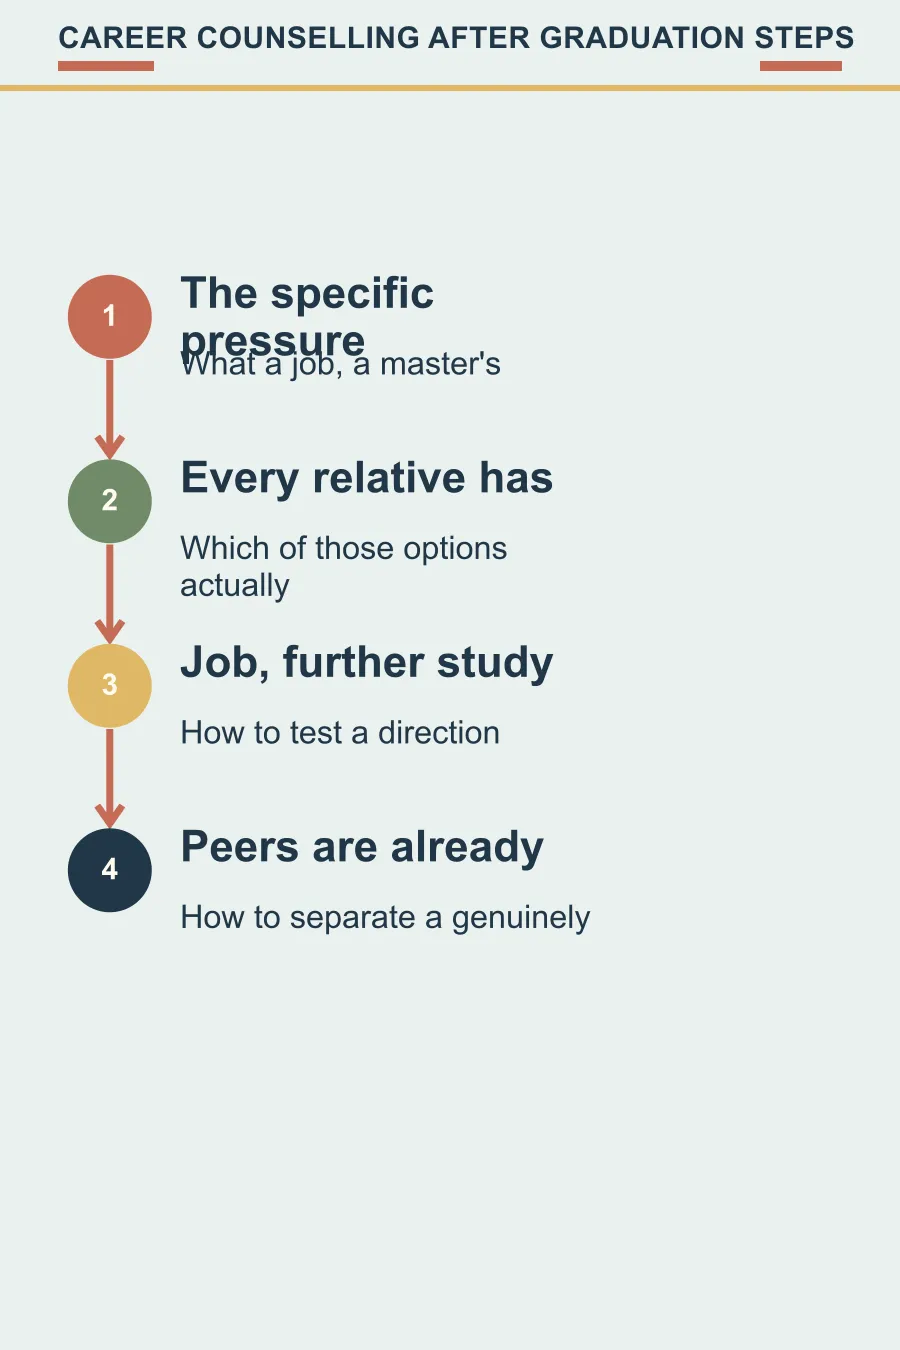 CAREER COUNSELLING AFTER GRADUATION STEPS
1
The specific
pressure
What a job, a master's
2
Every relative has
Which of those options
actually
3
Job, further study
How to test a direction
4
Peers are already
How to separate a genuinely